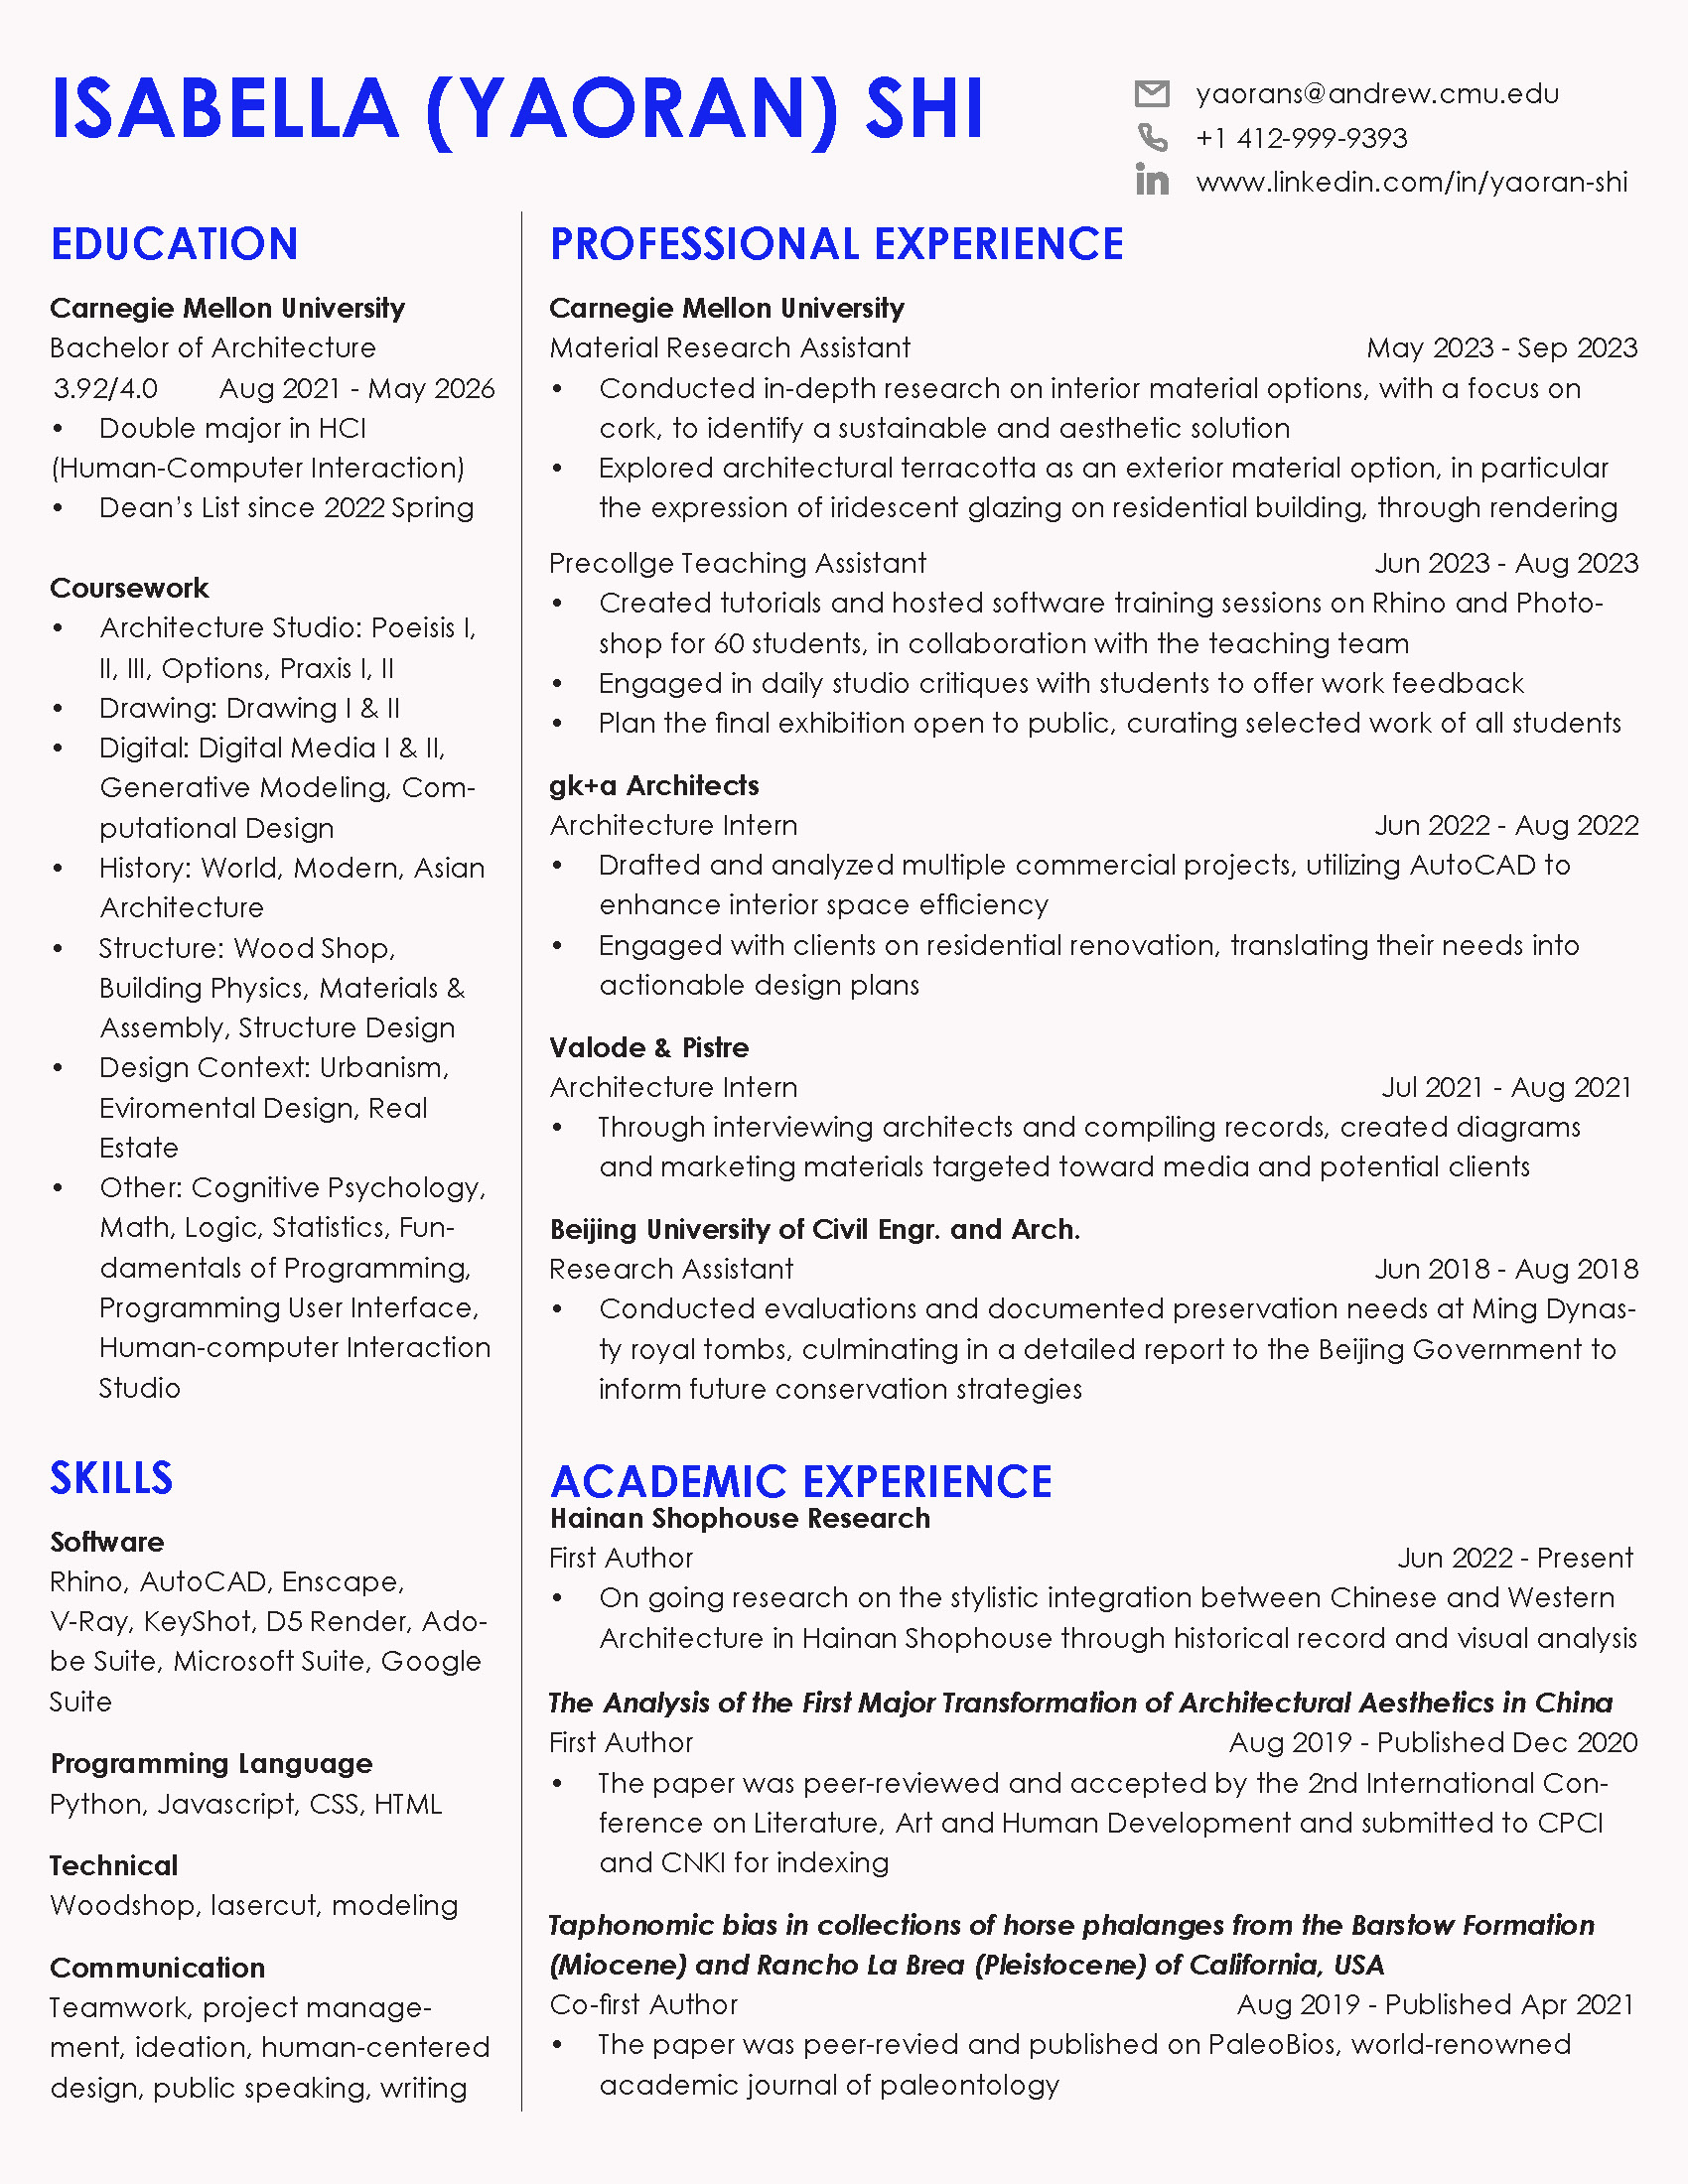 ISABELLA (YAORAN) SHI
yaorans@andrew.cmu.edu
+1 412-999-9393
www.linkedin.com/in/yaoran-shi
EDUCATION
Carnegie Mellon University
Bachelor of Architecture
3.92/4.0 Aug 2021 - May 2026
• Double major in HCI
(Human-Computer Interaction)
• Dean's List since 2022 Spring
Coursework
• Architecture Studio: Poeisis I,
II, III, Options, Praxis I, II
• Drawing: Drawing I & II
• Digital: Digital Media I & II,
Generative Modeling, Com-
putational Design
• History: World, Modern, Asian
Architecture
• Structure: Wood Shop,
Building Physics, Materials &
Assembly, Structure Design
• Design Context: Urbanism,
Eviromental Design, Real
Estate
• Other: Cognitive Psychology,
Math, Logic, Statistics, Fun-
damentals of Programming,
Programming User Interface,
Human-computer Interaction
Studio
SKILLS
Software
Rhino, AutoCAD, Enscape,
V-Ray, KeyShot, D5 Render, Ado-
be Suite, Microsoft Suite, Google
Suite
Programming Language
Python, Javascript, CSS, HTML
Technical
Woodshop, lasercut, modeling
Communication
Teamwork, project manage-
ment, ideation, human-centered
design, public speaking, writing
PROFESSIONAL EXPERIENCE
Carnegie Mellon University
Material Research Assistant May 2023 - Sep 2023
• Conducted in-depth research on interior material options, with a focus on
cork, to identify a sustainable and aesthetic solution
• Explored architectural terracotta as an exterior material option, in particular
the expression of iridescent glazing on residential building, through rendering
Precollge Teaching Assistant Jun 2023 - Aug 2023
• Created tutorials and hosted software training sessions on Rhino and Photo-
shop for 60 students, in collaboration with the teaching team
• Engaged in daily studio critiques with students to offer work feedback
• Plan the final exhibition open to public, curating selected work of all students
gk+a Architects
Architecture Intern Jun 2022 - Aug 2022
• Drafted and analyzed multiple commercial projects, utilizing AutoCAD to
enhance interior space efficiency
• Engaged with clients on residential renovation, translating their needs into
actionable design plans
Valode & Pistre
Architecture Intern Jul 2021 - Aug 2021
• Through interviewing architects and compiling records, created diagrams
and marketing materials targeted toward media and potential clients
Beijing University of Civil Engr. and Arch.
Research Assistant Jun 2018 - Aug 2018
• Conducted evaluations and documented preservation needs at Ming Dynas-
ty royal tombs, culminating in a detailed report to the Beijing Government to
inform future conservation strategies
ACADEMIC EXPERIENCE
Hainan Shophouse Research
First Author Jun 2022 - Present
• On going research on the stylistic integration between Chinese and Western
Architecture in Hainan Shophouse through historical record and visual analysis
The Analysis of the First Major Transformation of Architectural Aesthetics in China
First Author Aug 2019 - Published Dec 2020
• The paper was peer-reviewed and accepted by the 2nd International Con-
ference on Literature, Art and Human Development and submitted to CPCI
and CNKI for indexing
Taphonomic bias in collections of horse phalanges from the Barstow Formation
(Miocene) and Rancho La Brea (Pleistocene) of California, USA
Co-first Author Aug 2019 - Published Apr 2021
• The paper was peer-revied and published on PaleoBios, world-renowned
academic journal of paleontology